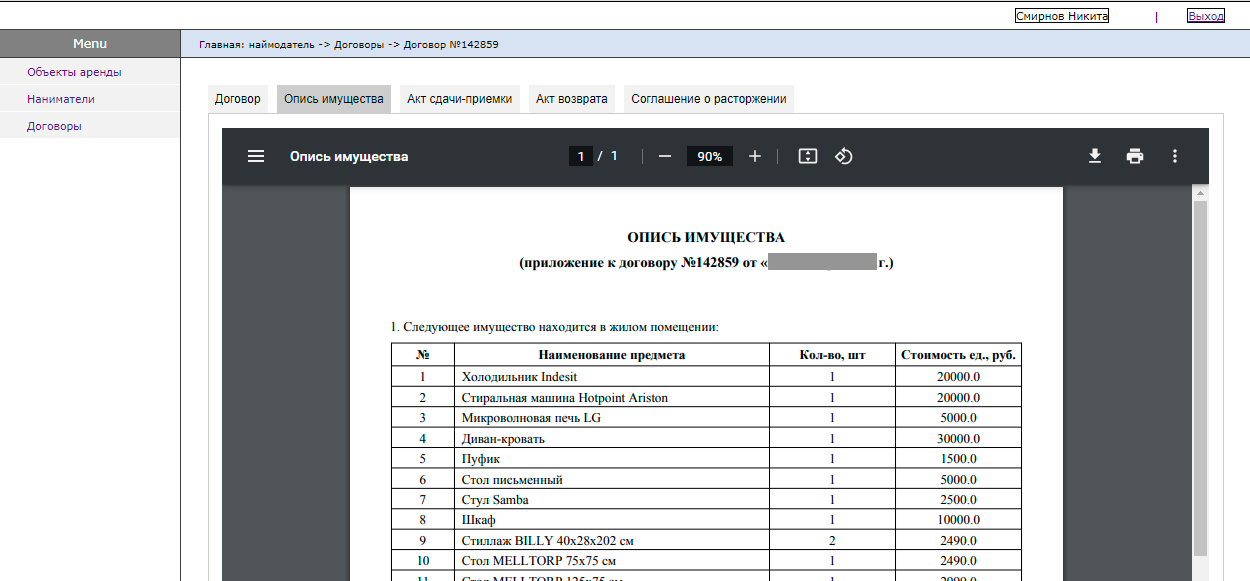 Смирнов Никита | Выход
Menu
Главная: наймодатель -> Договоры -> Договор №142859
Объекты аренды
Наниматели
Договоры
Договор Опись имущества Акт сдачи-приемки Акт возврата Соглашение о расторжении
Опись имущества 1 / 1 90%
ОПИСЬ ИМУЩЕСТВА
(приложение к договору №142859 от « г.)
1. Следующее имущество находится в жилом помещении:
№ Наименование предмета Кол-во, шт Стоимость ед., руб.
1 Холодильник Indesit 1 20000.0
2 Стиральная машина Hotpoint Ariston 1 20000.0
3 Микроволновая печь LG 1 5000.0
4 Диван-кровать 1 30000.0
5 Пуфик 1 1500.0
6 Стол письменный 1 5000.0
7 Стул Samba 1 2500.0
8 Шкаф 1 10000.0
9 Стиллаж BILLY 40х28х202 см 2 2490.0
10 Стол MELLTORP 75х75 см 1 2490.0
11 Стол MELLTORP 125х75 см 1